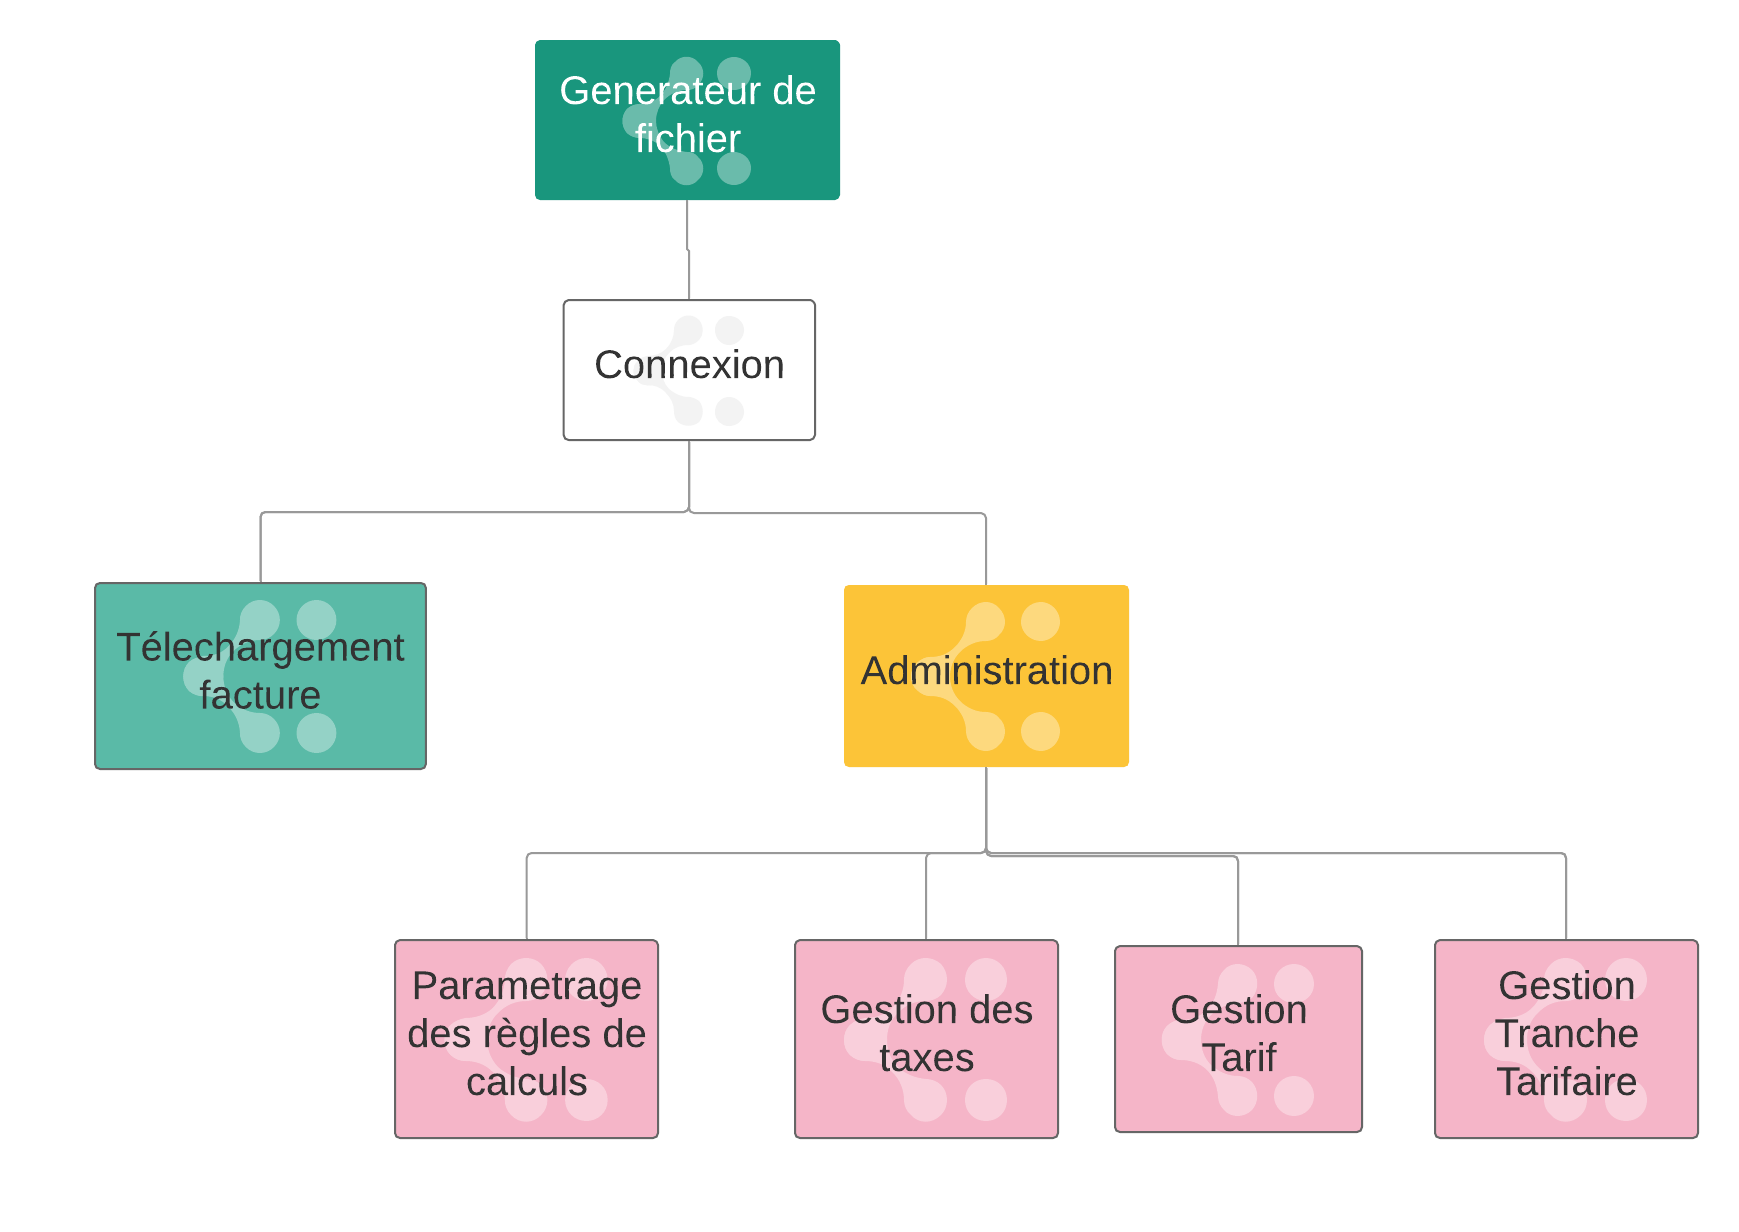 Génerateur de
fichier
Connexion
Télechargement
facture
Administration
Parametrage
des règles de
calculs
Gestion des
taxes
Gestion
Tarif
Gestion
Tranche
Tarifaire